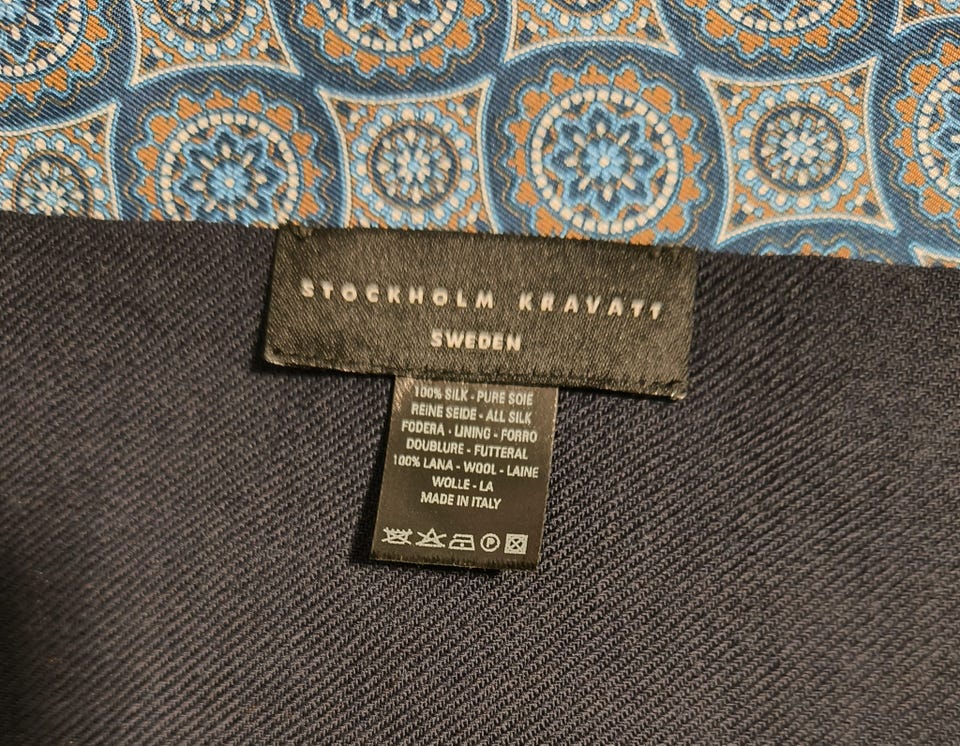 STOCKHOLM KRAVATT
SWEDEN
100% SILK - PURE SOIE
REINE SEIDE - ALL SILK
FODERA - LINING - FORRO
DOUBLURE - FUTTERAL
100% LANA - WOOL - LAINE
WOLLE - LA
MADE IN ITALY
P